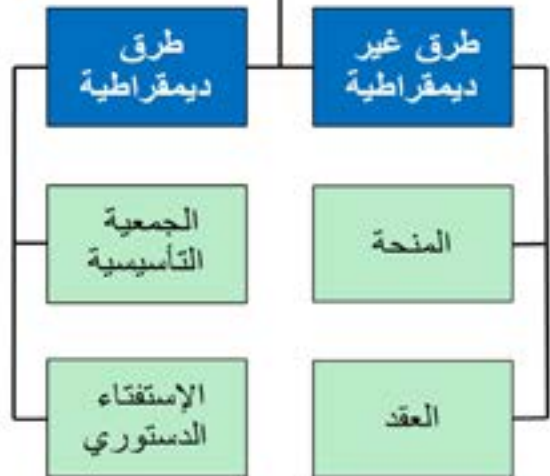 طرق غير
ديمقراطية
طرق
ديمقراطية
المنحة
الجمعية
التأسيسية
العقد
الإستفتاء
الدستوري